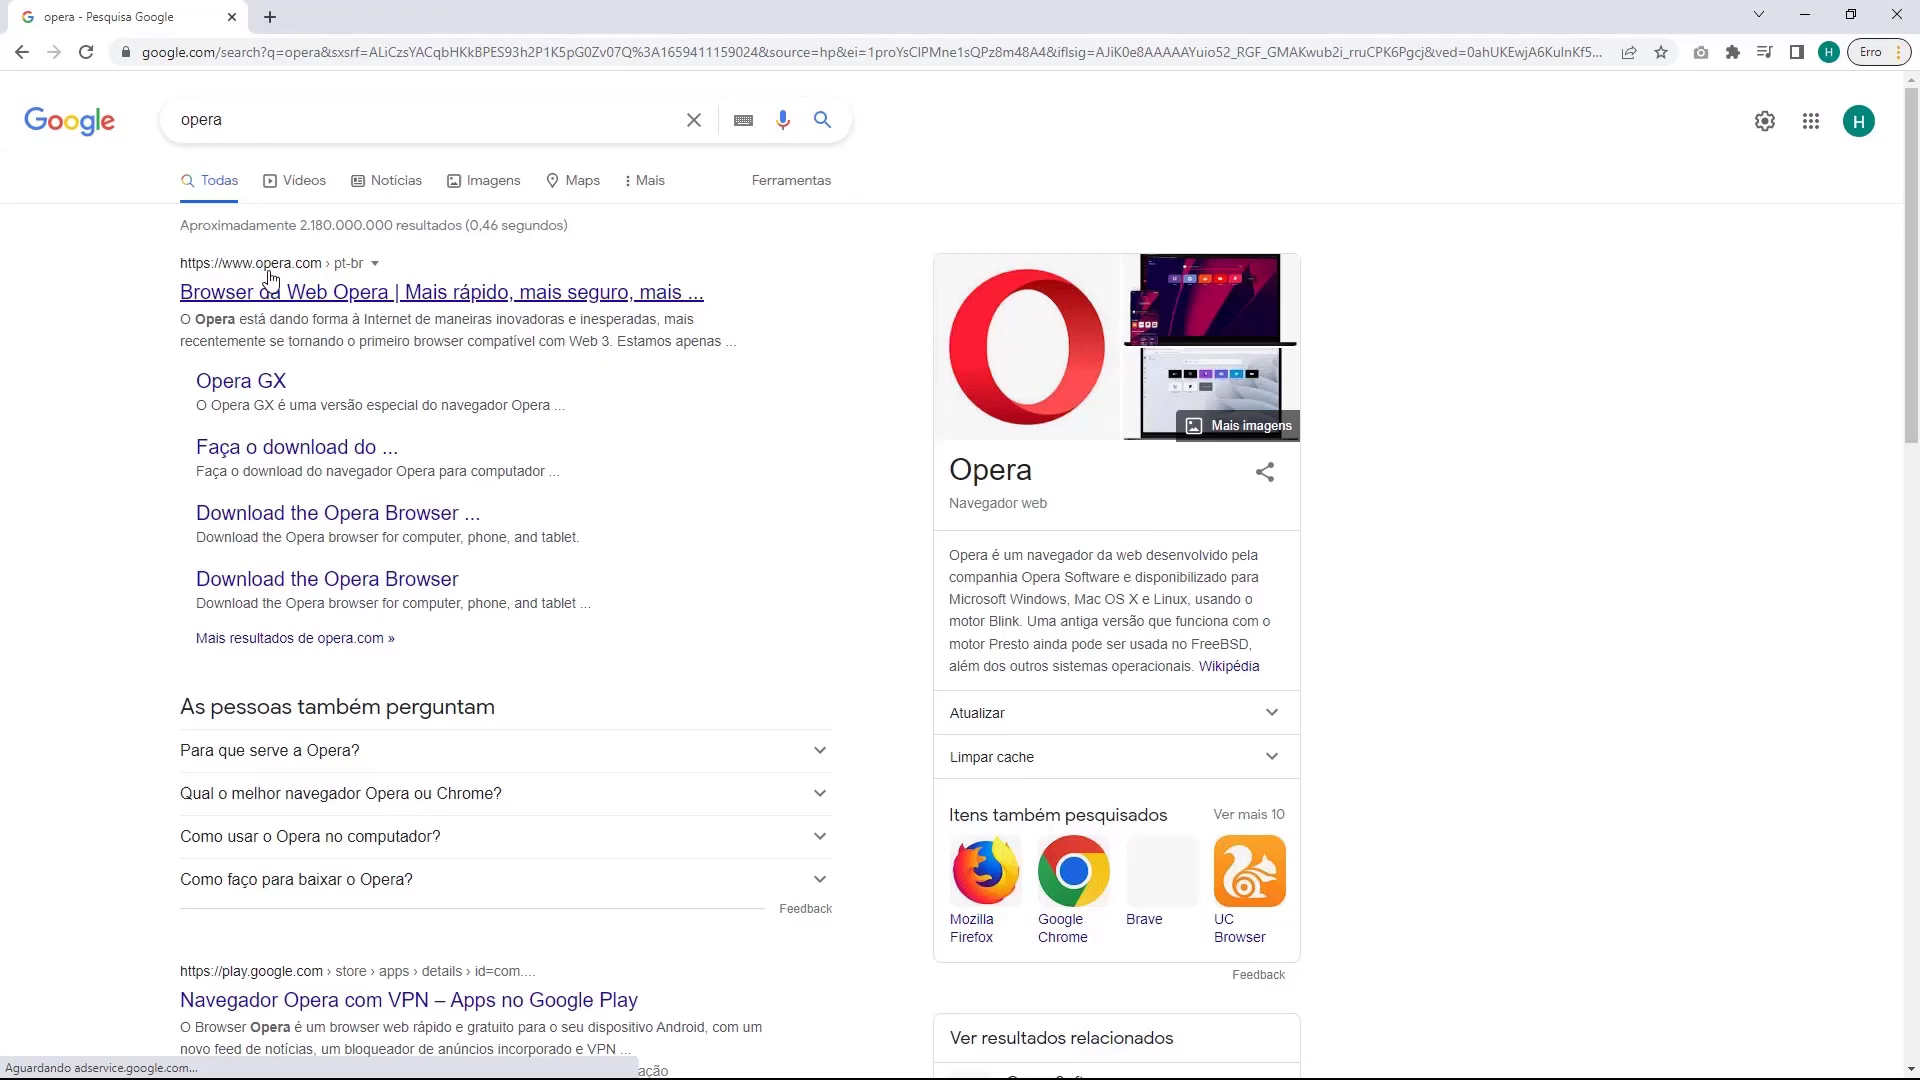 opera - Pesquisa Google
google.com/search?q=opera&sxsrf=ALiCzsYACqbHKkBPES93h2P1K5pG0Zv07Q%3A1659411159024&source=hp&ei=1proYsClPMne1sQPz8m48A4&iflsig=AJiK0e8AAAAAYuio52_RGF_GMAKwub2i_rruCPK6Pgcj&ved=0ahUKEwjA6KulnKf5...
H
Erro
Google
opera
H
Todas
Vídeos
Notícias
Imagens
Maps
Mais
Ferramentas
Aproximadamente 2.180.000.000 resultados (0,46 segundos)
https://www.opera.com › pt-br
Browser da Web Opera | Mais rápido, mais seguro, mais ...
O Opera está dando forma à Internet de maneiras inovadoras e inesperadas, mais
recentemente se tornando o primeiro browser compatível com Web 3. Estamos apenas ...
Opera GX
O Opera GX é uma versão especial do navegador Opera ...
Faça o download do ...
Faça o download do navegador Opera para computador ...
Download the Opera Browser ...
Download the Opera browser for computer, phone, and tablet.
Download the Opera Browser
Download the Opera browser for computer, phone, and tablet ...
Mais resultados de opera.com »
As pessoas também perguntam
Para que serve a Opera?
Qual o melhor navegador Opera ou Chrome?
Como usar o Opera no computador?
Como faço para baixar o Opera?
Feedback
https://play.google.com › store › apps › details › id=com....
Navegador Opera com VPN – Apps no Google Play
O Browser Opera é um browser web rápido e gratuito para o seu dispositivo Android, com um
novo feed de notícias, um bloqueador de anúncios incorporado e VPN ...
Aguardando adservice.google.com...
Mais imagens
Opera
Navegador web
Opera é um navegador da web desenvolvido pela
companhia Opera Software e disponibilizado para
Microsoft Windows, Mac OS X e Linux, usando o
motor Blink. Uma antiga versão que funciona com o
motor Presto ainda pode ser usada no FreeBSD,
além dos outros sistemas operacionais. Wikipédia
Atualizar
Limpar cache
Itens também pesquisados
Ver mais 10
Mozilla
Firefox
Google
Chrome
Brave
UC
Browser
Feedback
Ver resultados relacionados